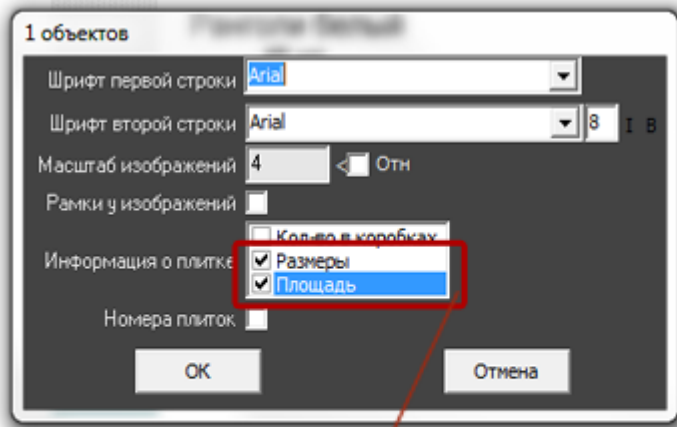 1 объектов
Шрифт первой строки Arial
Шрифт второй строки Arial 8 I B
Масштаб изображений 4 < Отн
Рамки у изображений
Кол-во в коробках
Информация о плитке Размеры
Площадь
Номера плиток
ОК Отмена